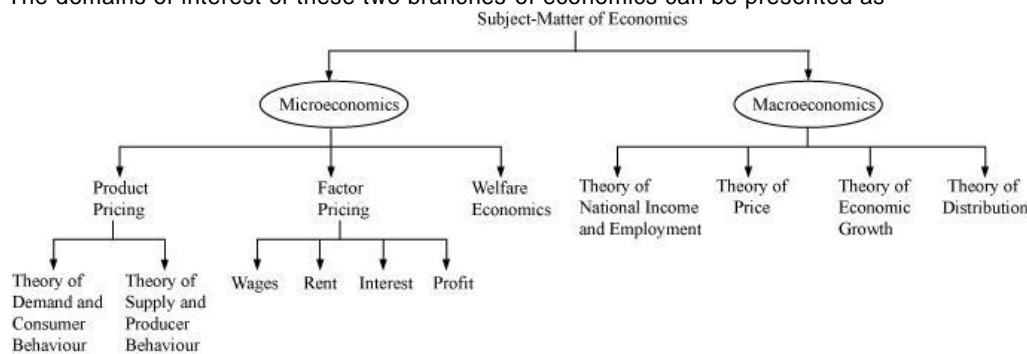 The domains of interest of these two branches of economics can be presented as
Subject-Matter of Economics
Microeconomics
Macroeconomics
Product
Pricing
Factor
Pricing
Welfare
Economics
Theory of
National Income
and Employment
Theory of
Price
Theory of
Economic
Growth
Theory of
Distribution
Theory of
Demand and
Consumer
Behaviour
Theory of
Supply and
Producer
Behaviour
Wages
Rent
Interest
Profit